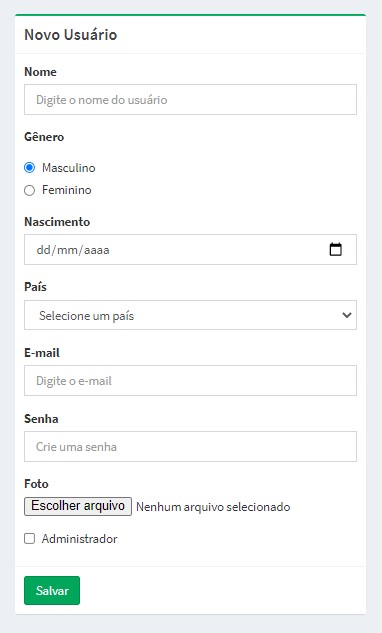 Novo Usuário
Nome
Digite o nome do usuário
Gênero
Masculino
Feminino
Nascimento
dd/mm/aaaa
País
Selecione um país
E-mail
Digite o e-mail
Senha
Crie uma senha
Foto
Escolher arquivo Nenhum arquivo selecionado
Administrador
Salvar